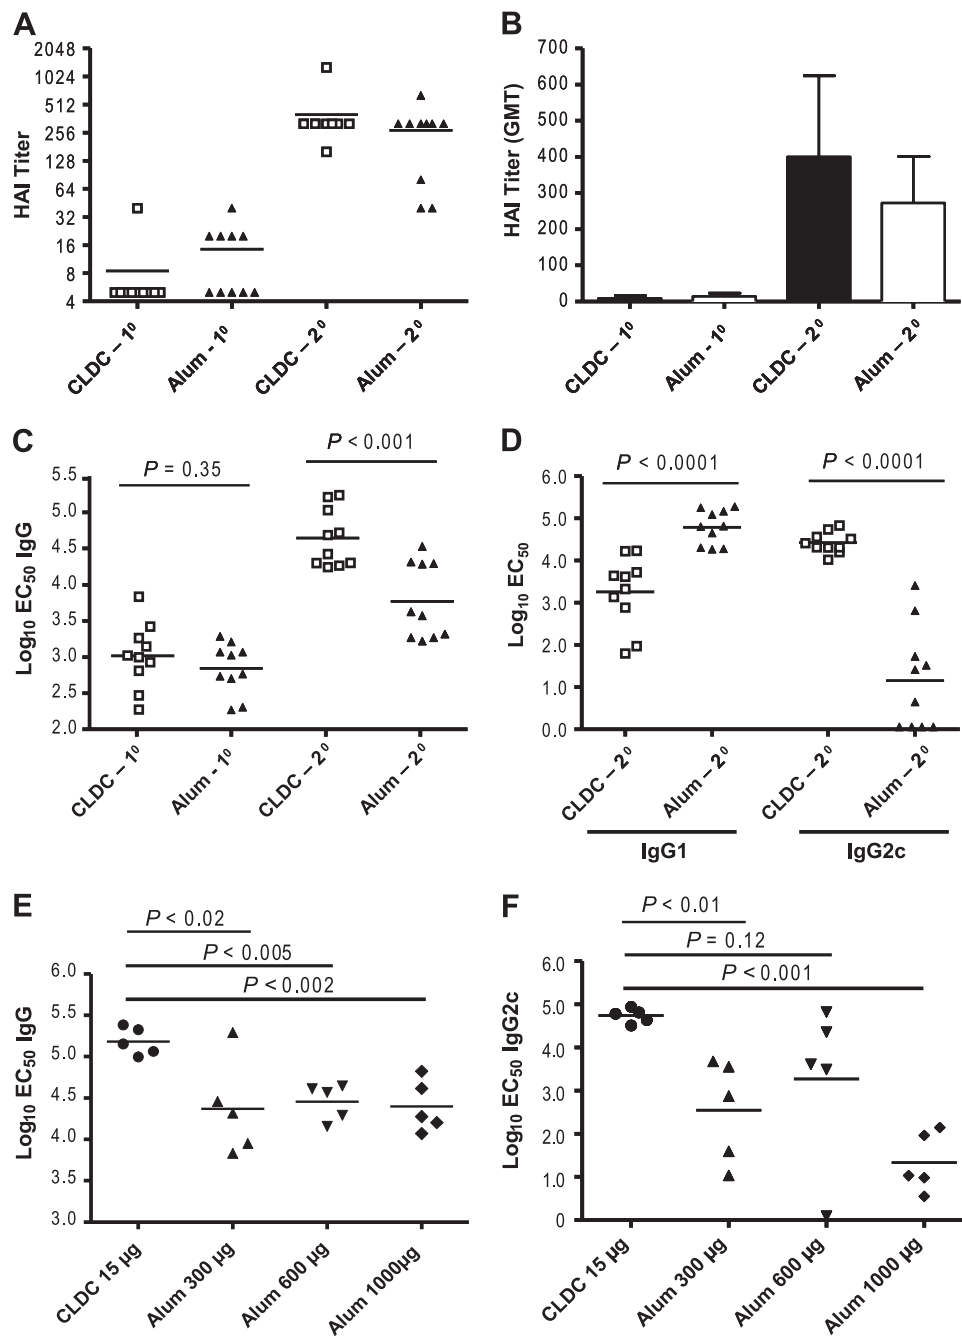 A
HAI Titer
2048
1024
512
256
128
64
32
16
8
4
CLDC – 1⁰
Alum - 1⁰
CLDC – 2⁰
Alum – 2⁰
B
HAI Titer (GMT)
700
600
500
400
300
200
100
0
CLDC – 1⁰
Alum - 1⁰
CLDC – 2⁰
Alum – 2⁰
C
P = 0.35
P < 0.001
Log₁₀ EC₅₀ IgG
5.5
5.0
4.5
4.0
3.5
3.0
2.5
2.0
CLDC – 1⁰
Alum - 1⁰
CLDC – 2⁰
Alum – 2⁰
D
P < 0.0001
P < 0.0001
Log₁₀ EC₅₀
6.0
5.0
4.0
3.0
2.0
1.0
0.0
CLDC – 2⁰
Alum – 2⁰
CLDC – 2⁰
Alum – 2⁰
IgG1
IgG2c
E
P < 0.02
P < 0.005
P < 0.002
Log₁₀ EC₅₀ IgG
6.0
5.5
5.0
4.5
4.0
3.5
3.0
CLDC 15 µg
Alum 300 µg
Alum 600 µg
Alum 1000µg
F
P < 0.01
P = 0.12
P < 0.001
Log₁₀ EC₅₀ IgG2c
6.0
5.0
4.0
3.0
2.0
1.0
0
CLDC 15 µg
Alum 300 µg
Alum 600 µg
Alum 1000 µg